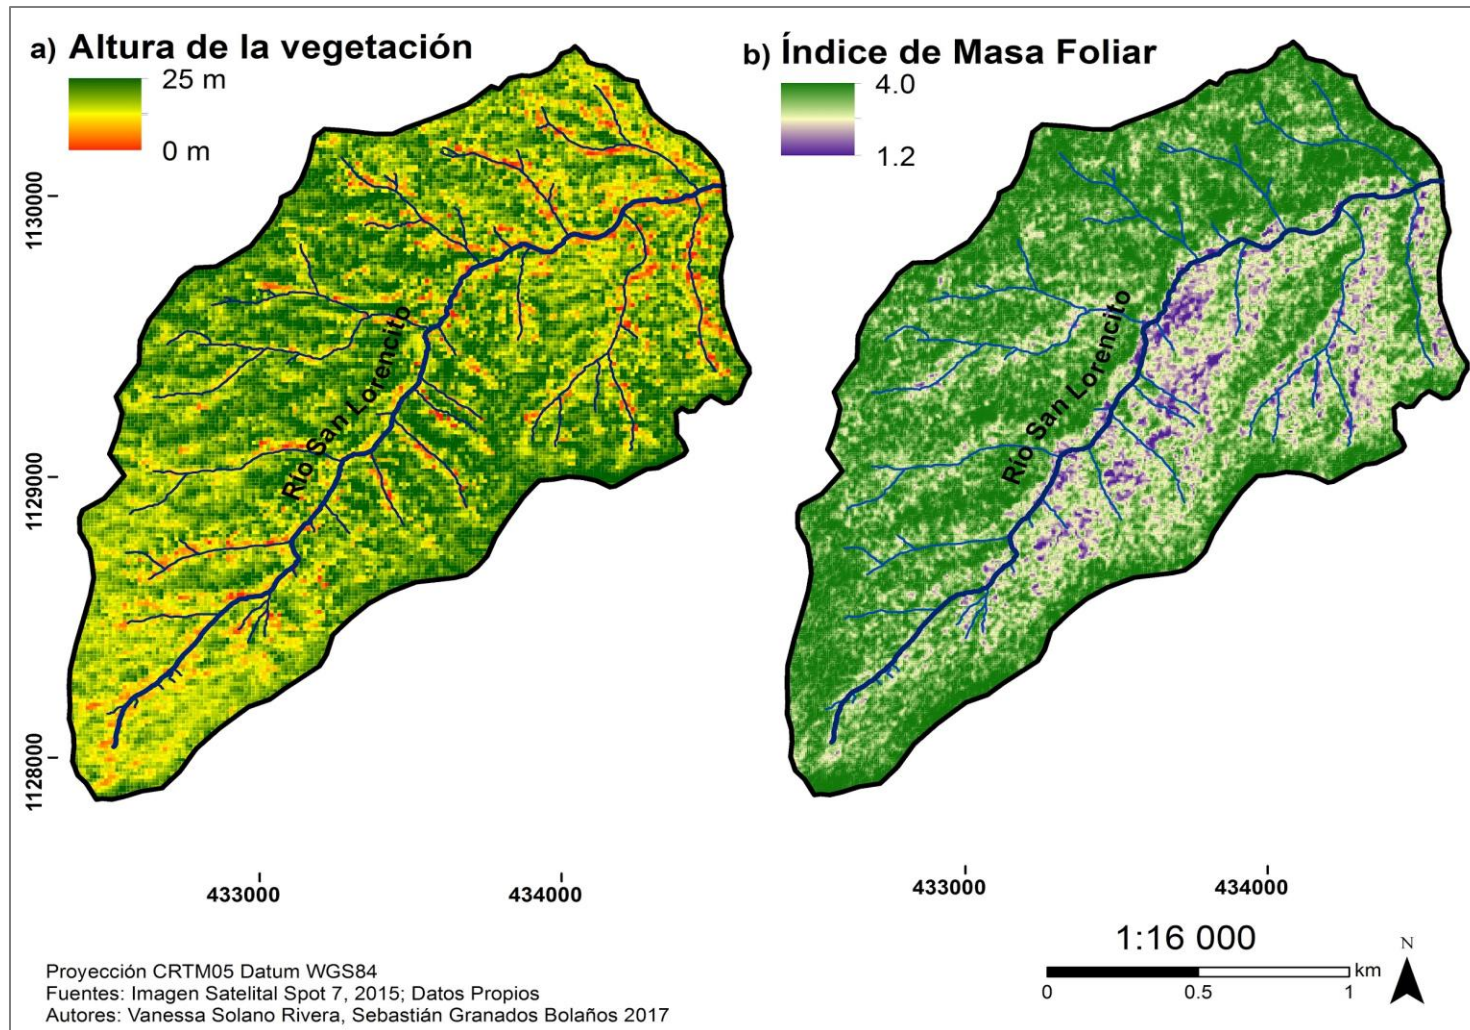 a) Altura de la vegetación
25 m
0 m
Río San Lorencito
b) Índice de Masa Foliar
4.0
1.2
Río San Lorencito
1130000
1129000
1128000
433000
434000
433000
434000
1:16 000
N
km
0 0.5 1
Proyección CRTM05 Datum WGS84
Fuentes: Imagen Satelital Spot 7, 2015; Datos Propios
Autores: Vanessa Solano Rivera, Sebastián Granados Bolaños 2017